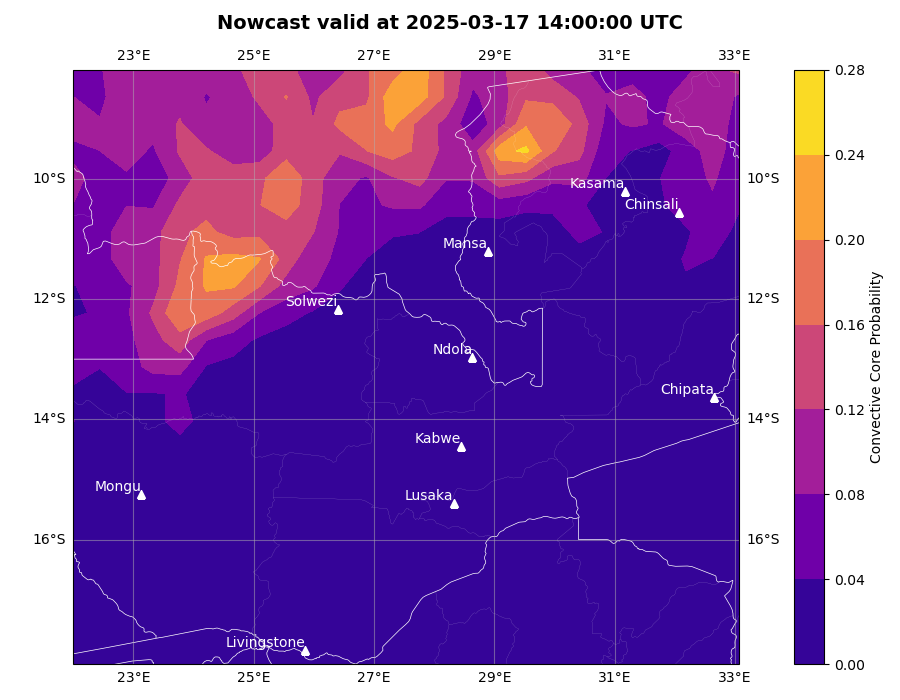 Nowcast valid at 2025-03-17 14:00:00 UTC
23°E 25°E 27°E 29°E 31°E 33°E
0.28
0.24
10°S Kasama 10°S
Chinsali
0.20
Mansa
12°S Solwezi 12°S
0.16
Ndola
Chipata
0.12
14°S 14°S
Kabwe
Mongu Lusaka
0.08
16°S 16°S
0.04
Livingstone
0.00
23°E 25°E 27°E 29°E 31°E 33°E
Convective Core Probability